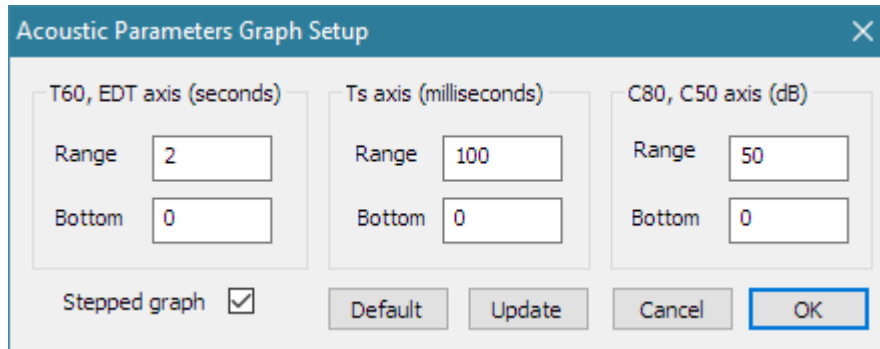 Acoustic Parameters Graph Setup
T60, EDT axis (seconds)
Range 2
Bottom 0
Ts axis (milliseconds)
Range 100
Bottom 0
C80, C50 axis (dB)
Range 50
Bottom 0
Stepped graph
Default Update Cancel OK